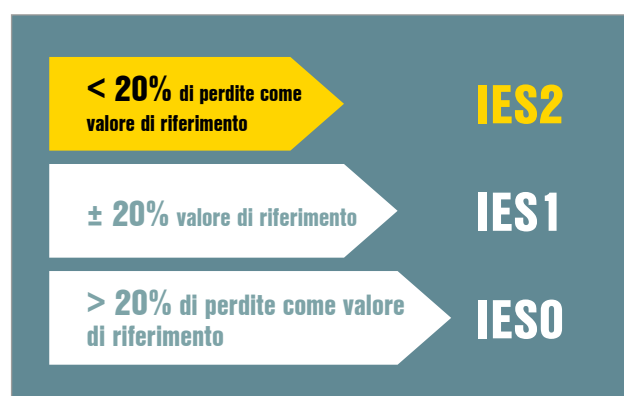 < 20% di perdite come
valore di riferimento
IES2
± 20% valore di riferimento
IES1
> 20% di perdite come valore
di riferimento
IES0